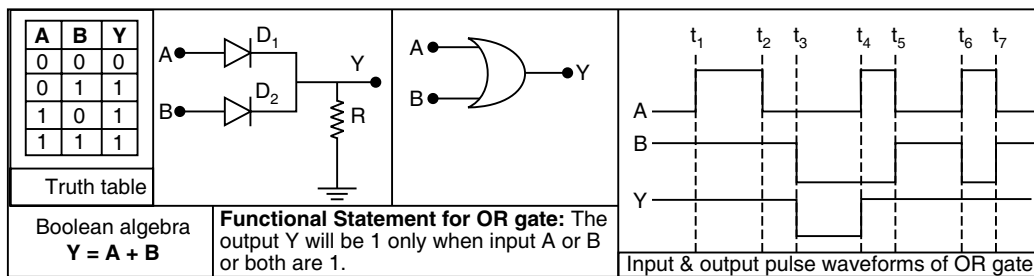 A B Y
0 0 0
0 1 1
1 0 1
1 1 1
Truth table
A
D1
B
D2
Y
R
A
B
Y
t1 t2 t3 t4 t5 t6 t7
A
B
Y
Boolean algebra
Y = A + B
Functional Statement for OR gate: The
output Y will be 1 only when input A or B
or both are 1.
Input & output pulse waveforms of OR gate